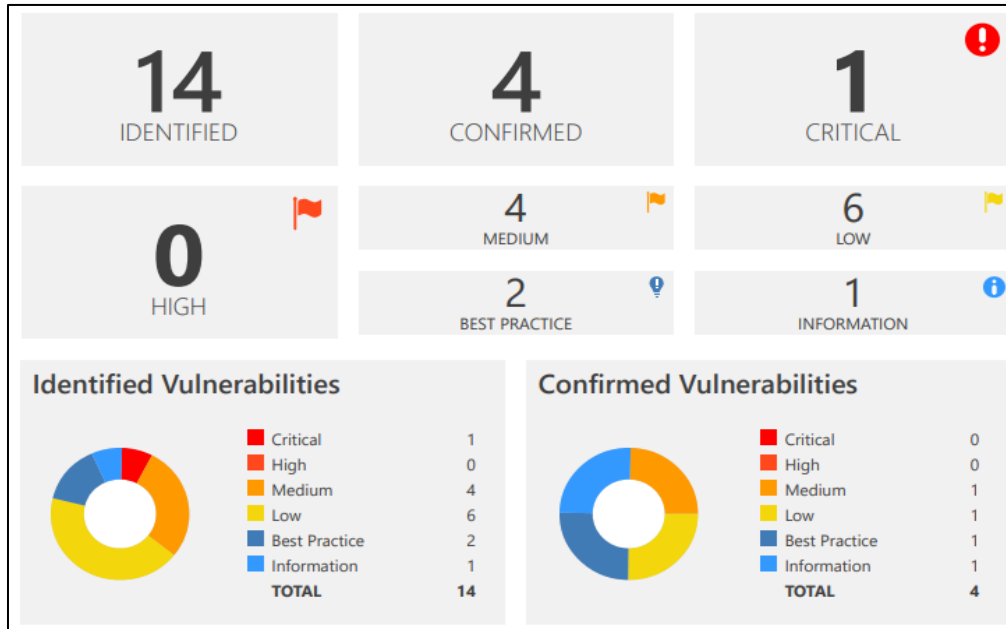 14
IDENTIFIED
4
CONFIRMED
1
CRITICAL
0
HIGH
4
MEDIUM
6
LOW
2
BEST PRACTICE
1
INFORMATION
Identified Vulnerabilities
Critical 1
High 0
Medium 4
Low 6
Best Practice 2
Information 1
TOTAL 14
Confirmed Vulnerabilities
Critical 0
High 0
Medium 1
Low 1
Best Practice 1
Information 1
TOTAL 4